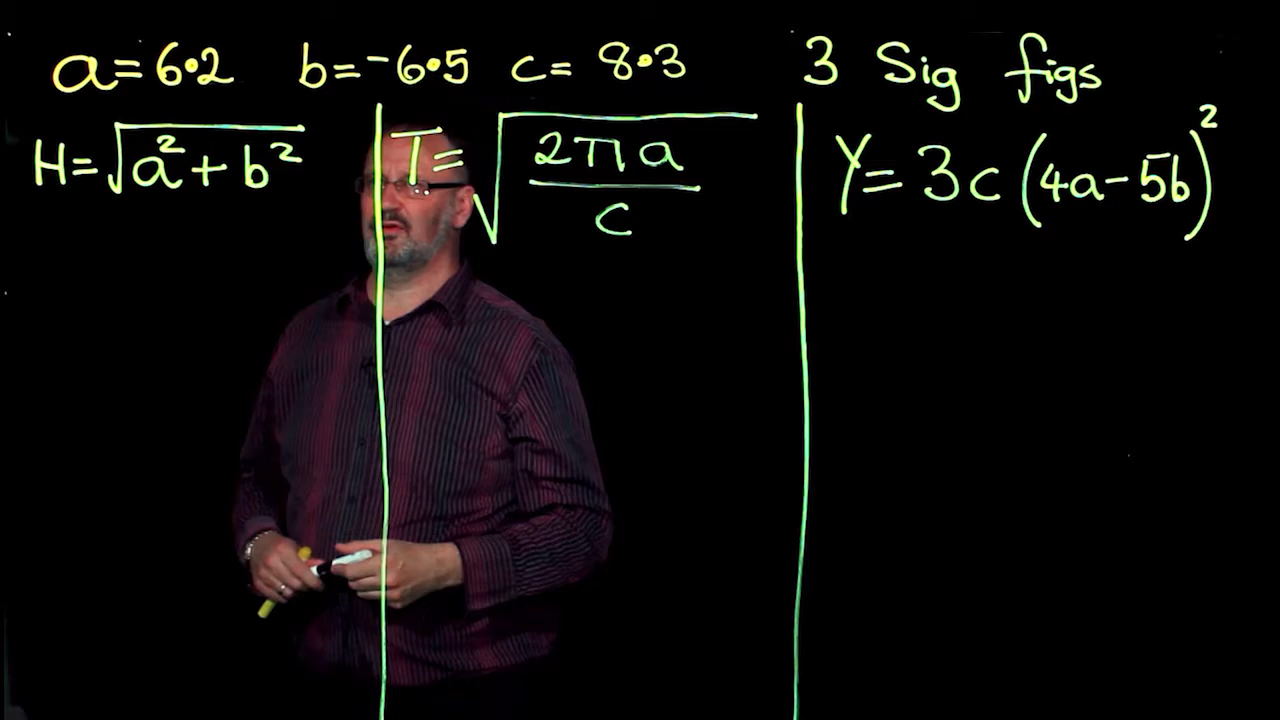 a=6·2 b=-6·5 c=8·3 3 Sig figs
H=√(a²+b²) T=√(2πa/c) Y=3c(4a-5b)²